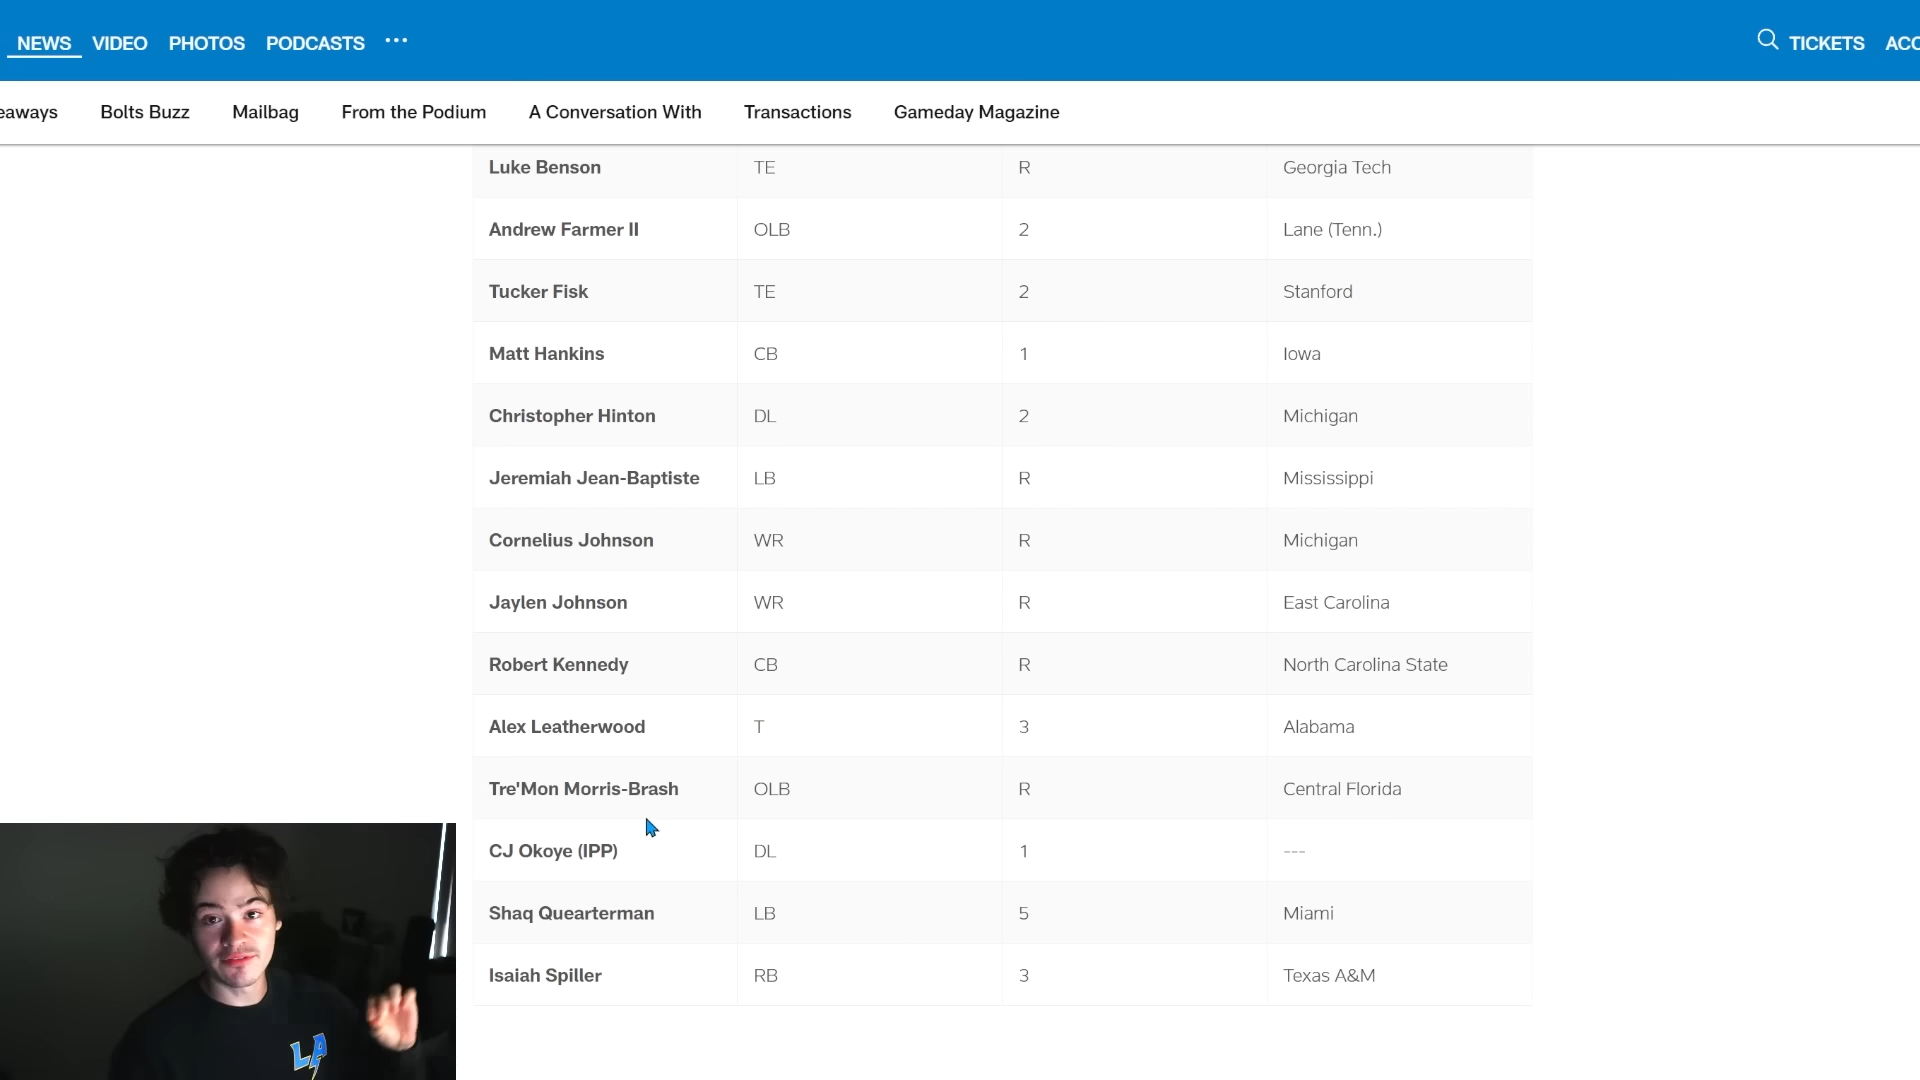 NEWS VIDEO PHOTOS PODCASTS ••• TICKETS ACC
eaways Bolts Buzz Mailbag From the Podium A Conversation With Transactions Gameday Magazine
Luke Benson TE R Georgia Tech
Andrew Farmer II OLB 2 Lane (Tenn.)
Tucker Fisk TE 2 Stanford
Matt Hankins CB 1 Iowa
Christopher Hinton DL 2 Michigan
Jeremiah Jean-Baptiste LB R Mississippi
Cornelius Johnson WR R Michigan
Jaylen Johnson WR R East Carolina
Robert Kennedy CB R North Carolina State
Alex Leatherwood T 3 Alabama
Tre'Mon Morris-Brash OLB R Central Florida
CJ Okoye (IPP) DL 1 ---
Shaq Quearterman LB 5 Miami
Isaiah Spiller RB 3 Texas A&M
LA